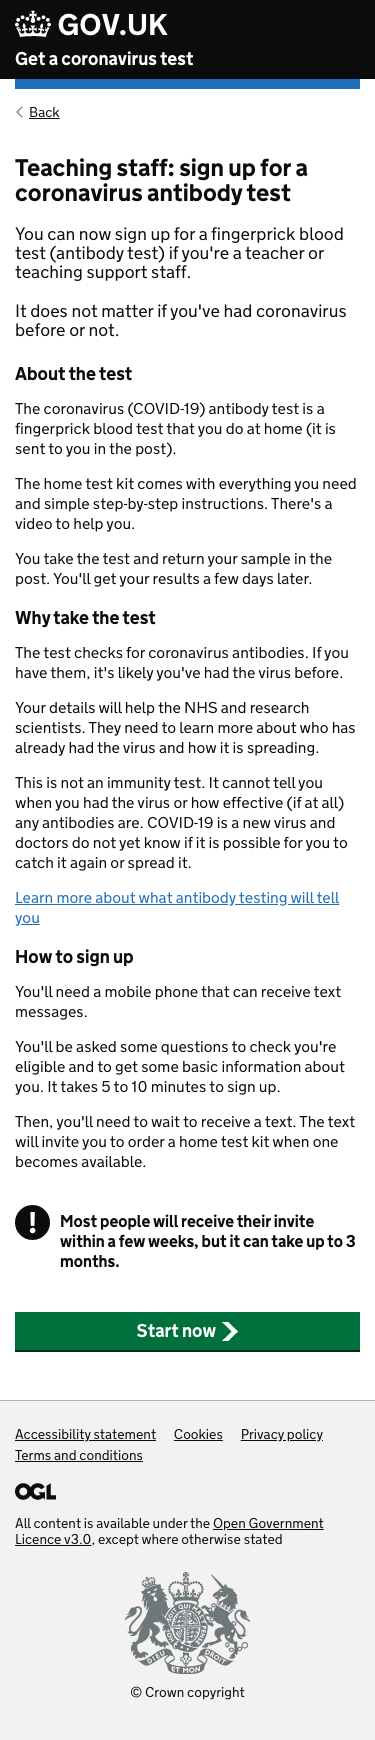 GOV.UK
Get a coronavirus test
Back
Teaching staff: sign up for a
coronavirus antibody test
You can now sign up for a fingerprick blood
test (antibody test) if you're a teacher or
teaching support staff.
It does not matter if you've had coronavirus
before or not.
About the test
The coronavirus (COVID-19) antibody test is a
fingerprick blood test that you do at home (it is
sent to you in the post).
The home test kit comes with everything you need
and simple step-by-step instructions. There's a
video to help you.
You take the test and return your sample in the
post. You'll get your results a few days later.
Why take the test
The test checks for coronavirus antibodies. If you
have them, it's likely you've had the virus before.
Your details will help the NHS and research
scientists. They need to learn more about who has
already had the virus and how it is spreading.
This is not an immunity test. It cannot tell you
when you had the virus or how effective (if at all)
any antibodies are. COVID-19 is a new virus and
doctors do not yet know if it is possible for you to
catch it again or spread it.
Learn more about what antibody testing will tell
you
How to sign up
You'll need a mobile phone that can receive text
messages.
You'll be asked some questions to check you're
eligible and to get some basic information about
you. It takes 5 to 10 minutes to sign up.
Then, you'll need to wait to receive a text. The text
will invite you to order a home test kit when one
becomes available.
! Most people will receive their invite
within a few weeks, but it can take up to 3
months.
Start now
Accessibility statement Cookies Privacy policy
Terms and conditions
OGL
All content is available under the Open Government
Licence v3.0, except where otherwise stated
DIEU ET MON DROIT
© Crown copyright